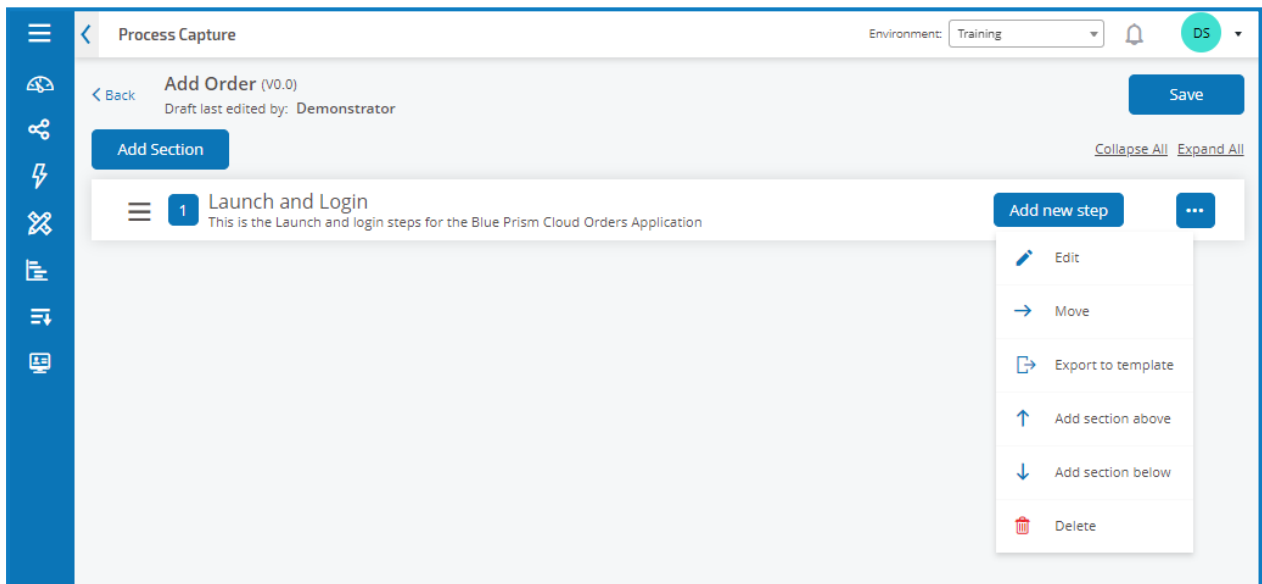 Process Capture
Environment: Training
DS
Back
Add Order (V0.0)
Draft last edited by: Demonstrator
Save
Add Section
Collapse All Expand All
1
Launch and Login
This is the Launch and login steps for the Blue Prism Cloud Orders Application
Add new step
Edit
Move
Export to template
Add section above
Add section below
Delete